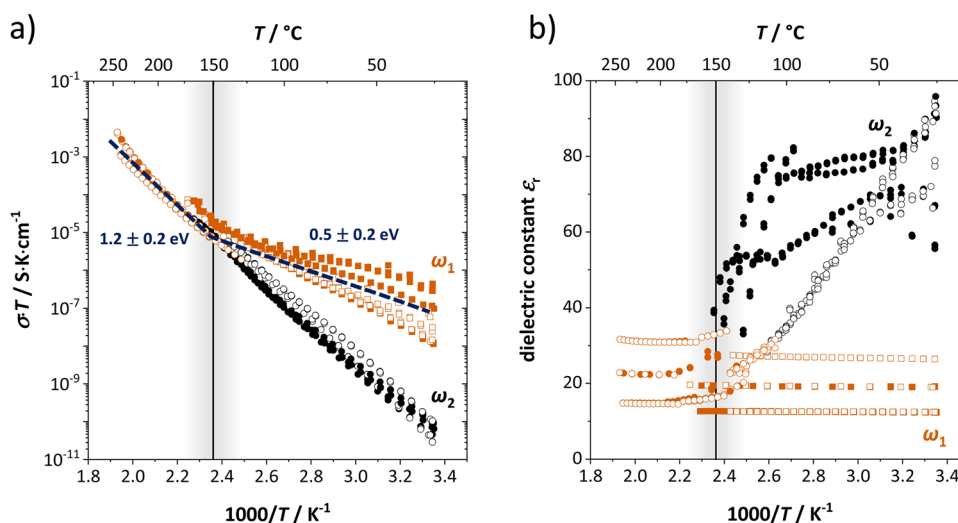 a)
T / °C
250 200 150 100 50
10⁻¹
10⁻³
10⁻⁵
10⁻⁷
10⁻⁹
10⁻¹¹
σ·T / S·K·cm⁻¹
1.2 ± 0.2 eV
0.5 ± 0.2 eV
ω₁
ω₂
1.8 2.0 2.2 2.4 2.6 2.8 3.0 3.2 3.4
1000/T / K⁻¹
b)
T / °C
250 200 150 100 50
100
80
60
40
20
0
dielectric constant εᵣ
ω₂
ω₁
1.8 2.0 2.2 2.4 2.6 2.8 3.0 3.2 3.4
1000/T / K⁻¹